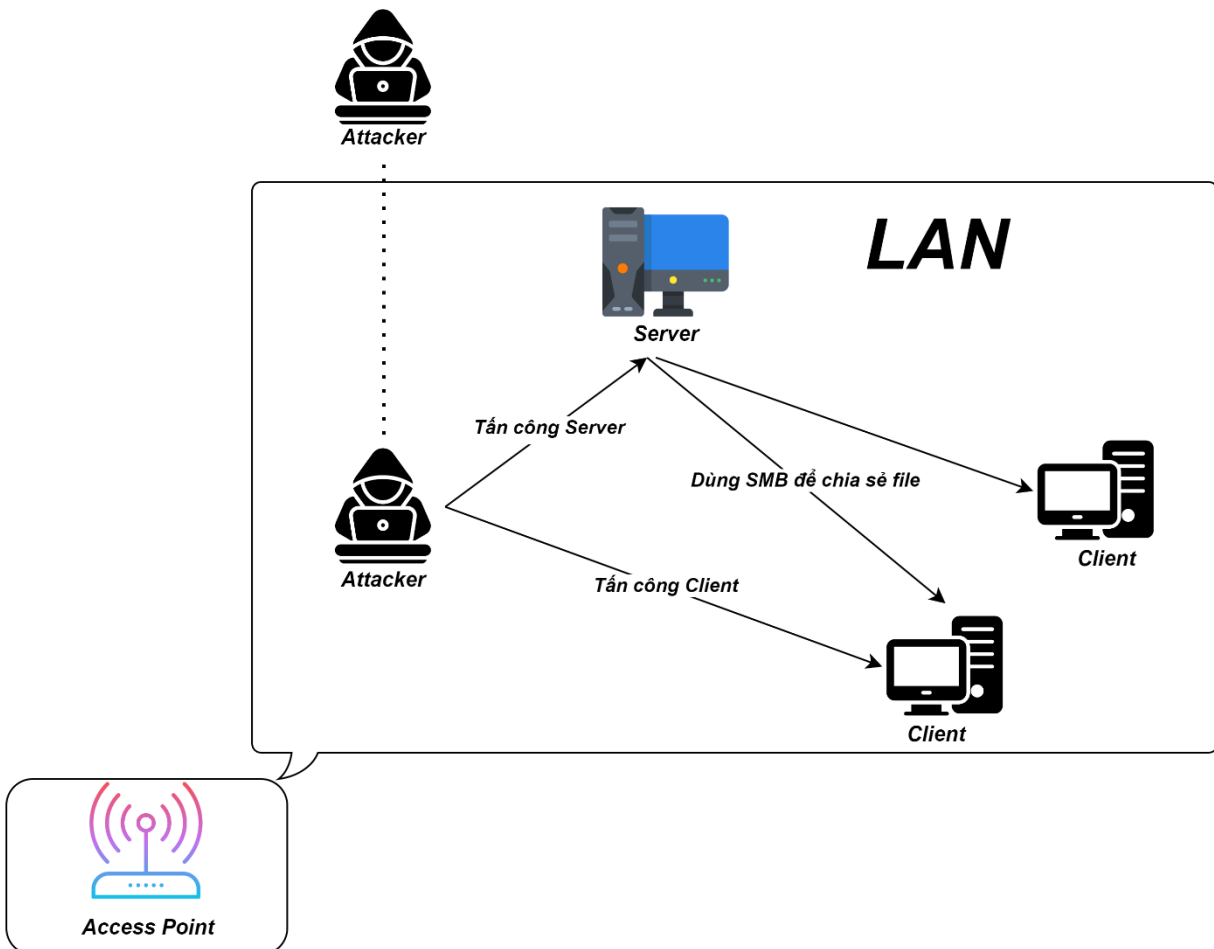 Attacker
LAN
Server
Tấn công Server
Dùng SMB để chia sẻ file
Client
Attacker
Tấn công Client
Client
Access Point